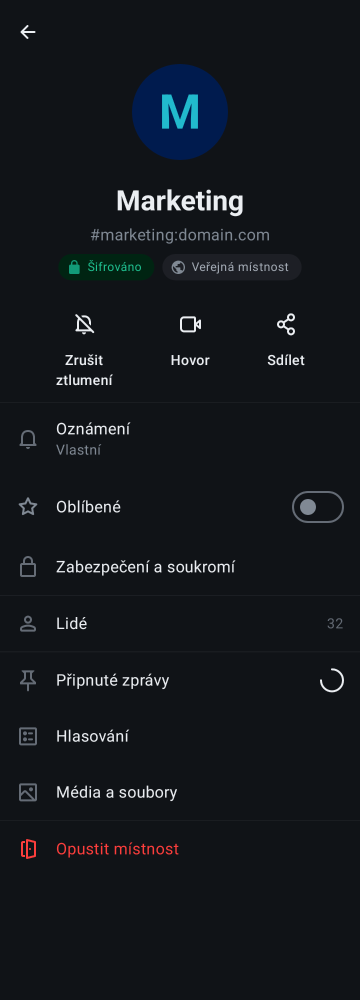 M
Marketing
#marketing:domain.com
Šifrováno
Veřejná místnost
Zrušit
ztlumení
Hovor
Sdílet
Oznámení
Vlastní
Oblíbené
Zabezpečení a soukromí
Lidé 32
Připnuté zprávy
Hlasování
Média a soubory
Opustit místnost